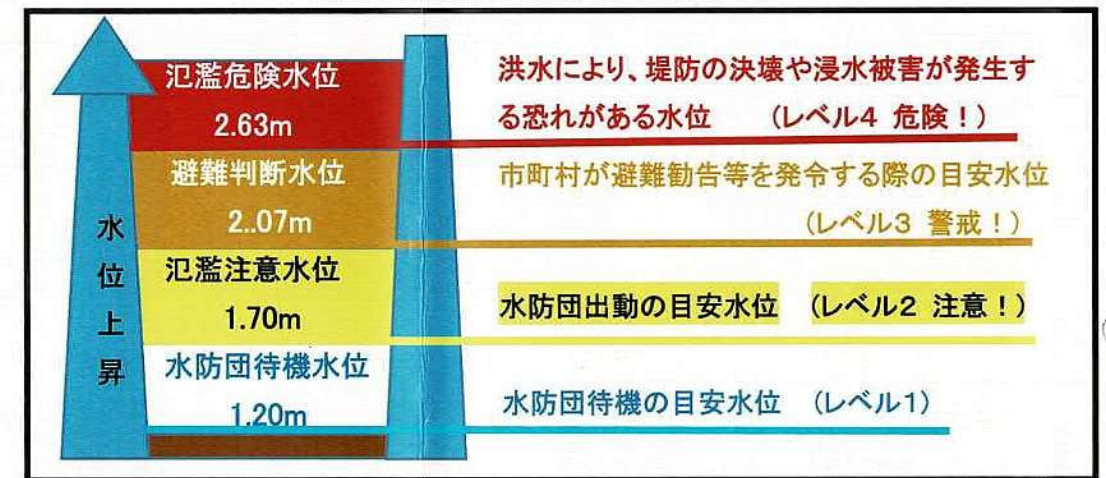 氾濫危険水位
2.63m
洪水により、堤防の決壊や浸水被害が発生す
る恐れがある水位 (レベル4 危険!)
避難判断水位
2..07m
市町村が避難勧告等を発令する際の目安水位
(レベル3 警戒!)
氾濫注意水位
1.70m
水防団出動の目安水位 (レベル2 注意!)
水防団待機水位
1.20m
水防団待機の目安水位 (レベル1)
水位上昇